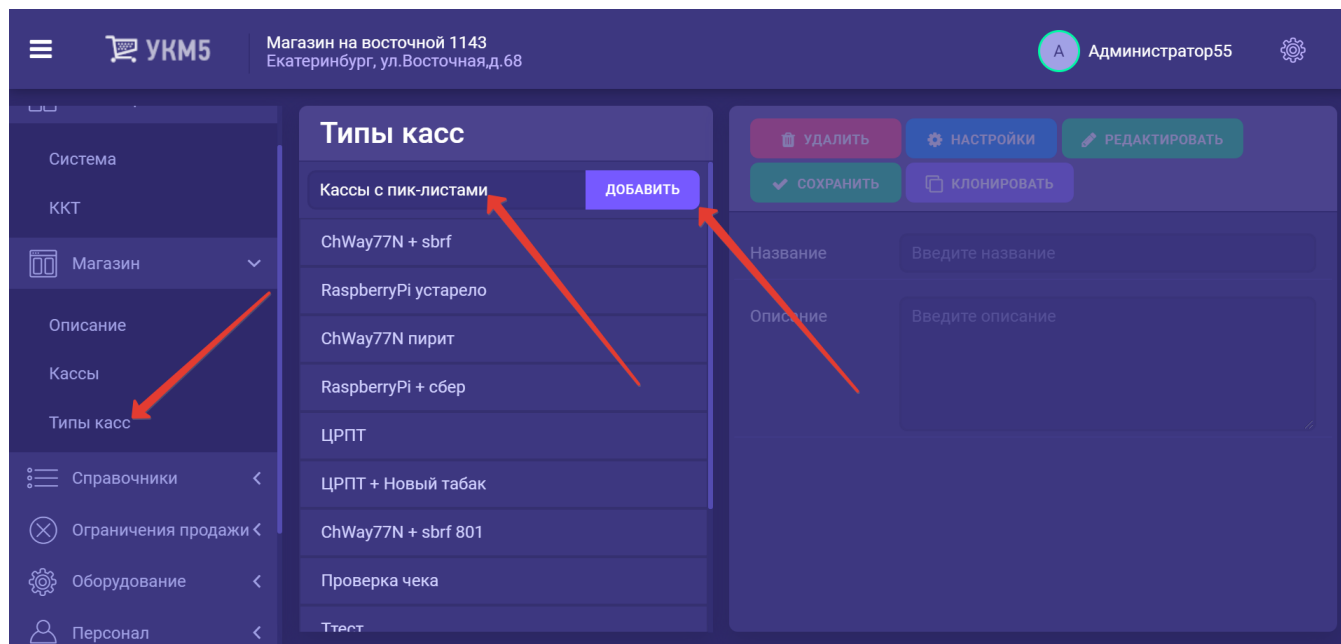 УКМ5
Магазин на восточной 1143
Екатеринбург, ул.Восточная,д.68
А
Администратор55
Система
ККТ
Магазин
Описание
Кассы
Типы касс
Справочники
Ограничения продажи
Оборудование
Персонал
Типы касс
Кассы с пик-листами
ДОБАВИТЬ
ChWay77N + sbrf
RaspberryPi устарело
ChWay77N пирит
RaspberryPi + сбер
ЦРПТ
ЦРПТ + Новый табак
ChWay77N + sbrf 801
Проверка чека
Ттест
УДАЛИТЬ
НАСТРОЙКИ
РЕДАКТИРОВАТЬ
СОХРАНИТЬ
КЛОНИРОВАТЬ
Название
Введите название
Описание
Введите описание